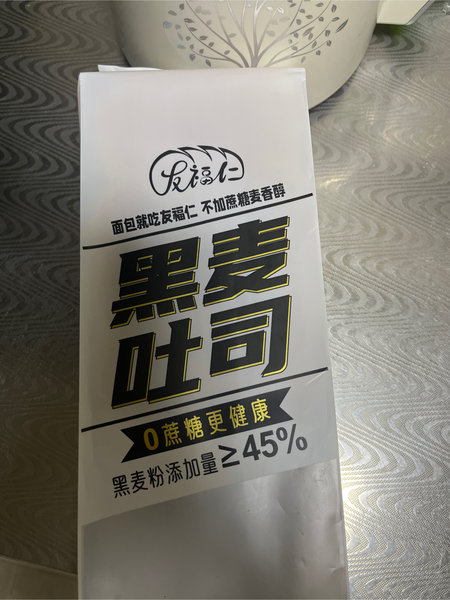 友福仁
面包就吃友福仁 不加蔗糖麦香醇
黑麦
吐司
0蔗糖更健康
黑麦粉添加量≥45%